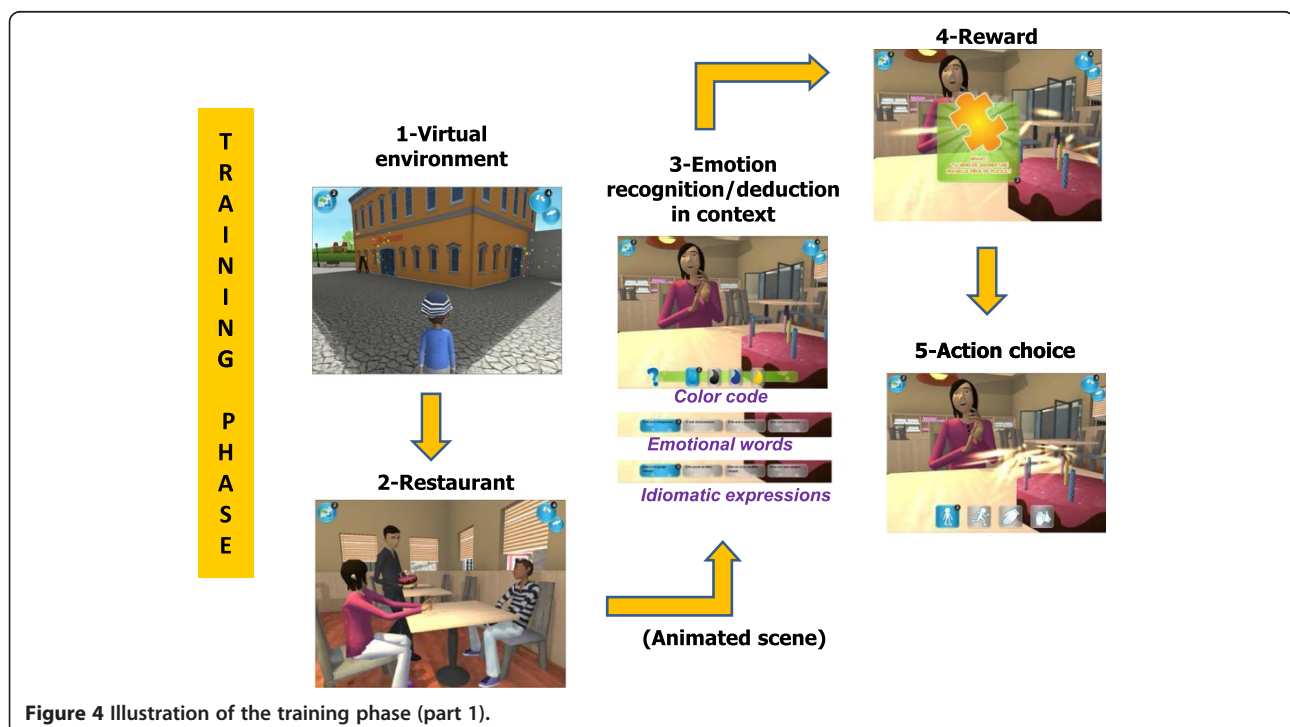 TRAINING PHASE
1-Virtual
environment
2-Restaurant
(Animated scene)
3-Emotion
recognition/deduction
in context
Color code
Emotional words
Idiomatic expressions
4-Reward
5-Action choice
Figure 4 Illustration of the training phase (part 1).